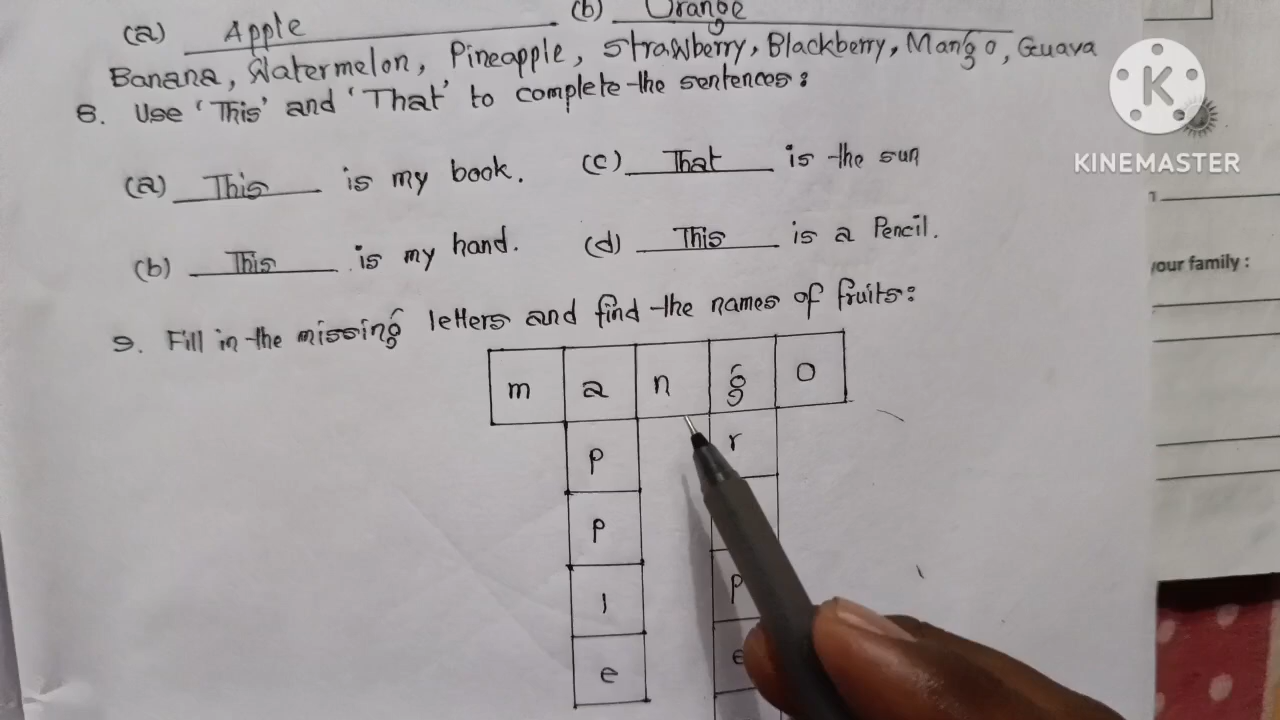 (a) Apple (b) Orange
Banana, Watermelon, Pineapple, Strawberry, Blackberry, Mango, Guava
8. Use 'This' and 'That' to complete the sentences:
(a) This is my book. (c) That is the sun
(b) This is my hand. (d) This is a Pencil.
9. Fill in the missing letters and find the names of fruits:
m a n g o
p r
p
l p
e e
KINEMASTER
your family :